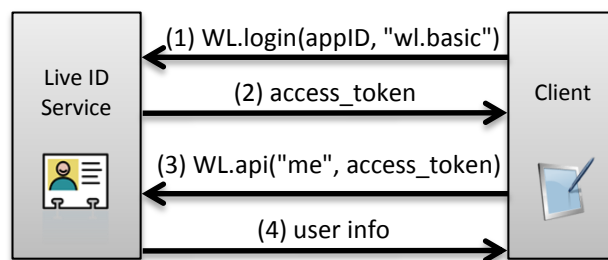 (1) WL.login(appID, "wl.basic")
Live ID
Service
(2) access_token
Client
(3) WL.api("me", access_token)
(4) user info